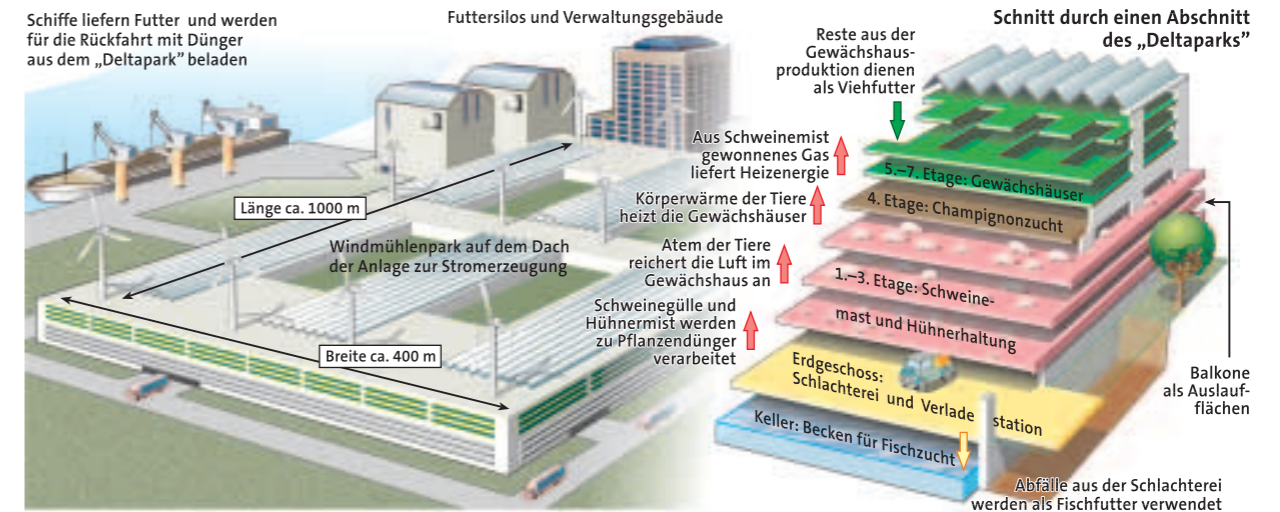 Schiffe liefern Futter und werden
für die Rückfahrt mit Dünger
aus dem „Deltapark” beladen
Futtersilos und Verwaltungsgebäude
Länge ca. 1000 m
Windmühlenpark auf dem Dach
der Anlage zur Stromerzeugung
Breite ca. 400 m
Schnitt durch einen Abschnitt
des „Deltaparks”
Reste aus der
Gewächshaus-
produktion dienen
als Viehfutter
Aus Schweinemist
gewonnenes Gas
liefert Heizenergie
Körperwärme der Tiere
heizt die Gewächshäuser
Atem der Tiere
reichert die Luft im
Gewächshaus an
Schweinegülle und
Hühnermist werden
zu Pflanzendünger
verarbeitet
5.–7. Etage: Gewächshäuser
4. Etage: Champignonzucht
1.–3. Etage: Schweine-
mast und Hühnerhaltung
Erdgeschoss:
Schlachterei und Verlade station
Keller: Becken für Fischzucht
Balkone
als Auslauf-
flächen
Abfälle aus der Schlachterei
werden als Fischfutter verwendet